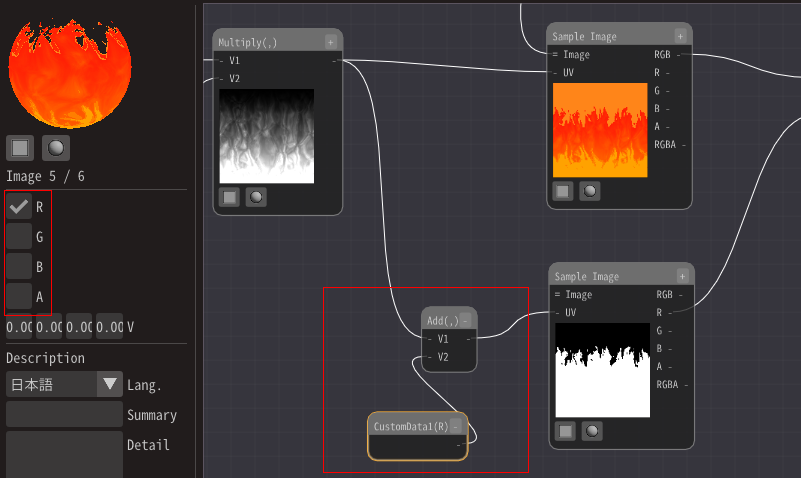 Image 5 / 6
R
G
B
A
0.00 0.00 0.00 0.00 V
Description
日本語 Lang.
Summary
Detail
Multiply(,) +
V1
V2
Sample Image +
= Image RGB
UV R
G
B
A
RGBA
Add(,)
V1
V2
CustomData1(R)
Sample Image +
= Image RGB
UV R
G
B
A
RGBA